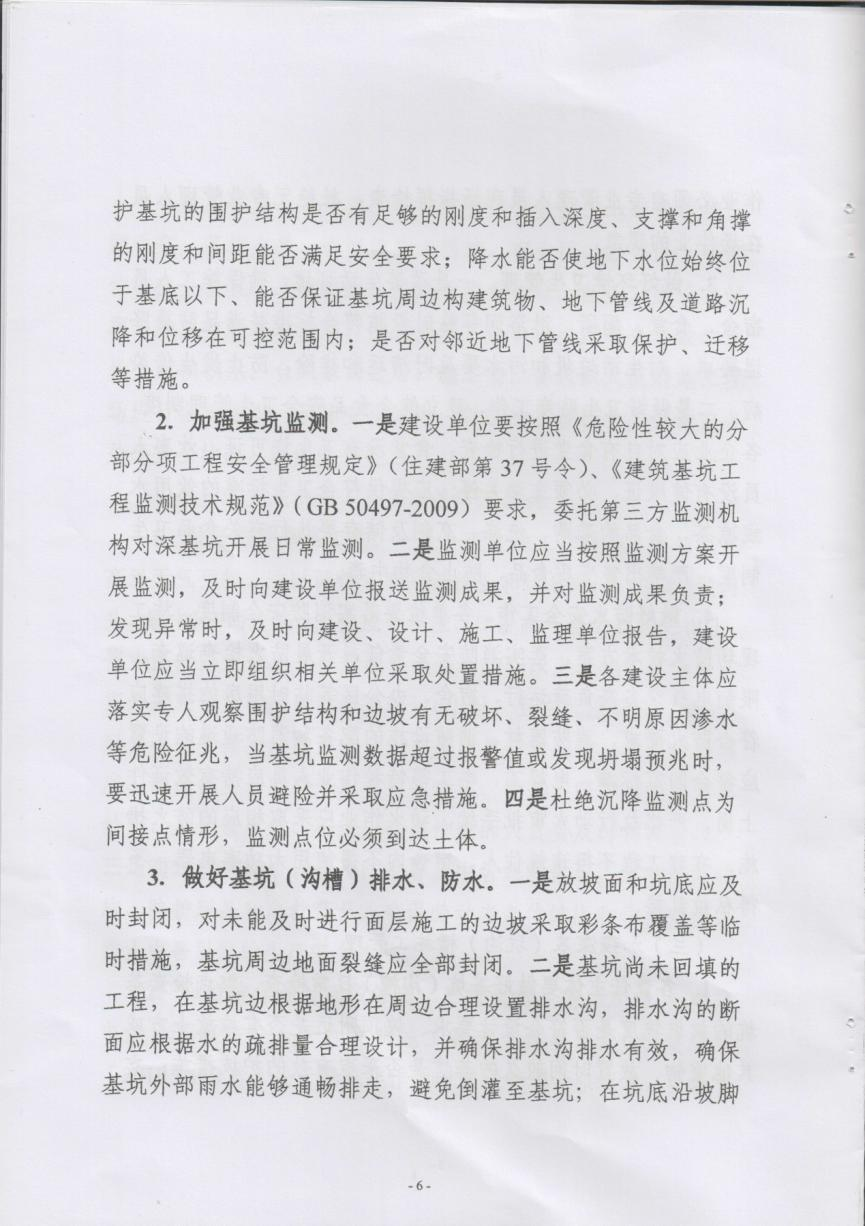 护基坑的围护结构是否有足够的刚度和插入深度、支撑和角撑
的刚度和间距能否满足安全要求；降水能否使地下水位始终位
于基底以下、能否保证基坑周边构建筑物、地下管线及道路沉
降和位移在可控范围内；是否对邻近地下管线采取保护、迁移
等措施。
2. 加强基坑监测。一是建设单位要按照《危险性较大的分
部分项工程安全管理规定》（住建部第 37 号令）、《建筑基坑工
程监测技术规范》（GB 50497-2009）要求，委托第三方监测机
构对深基坑开展日常监测。二是监测单位应当按照监测方案开
展监测，及时向建设单位报送监测成果，并对监测成果负责；
发现异常时，及时向建设、设计、施工、监理单位报告，建设
单位应当立即组织相关单位采取处置措施。三是各建设主体应
落实专人观察围护结构和边坡有无破坏、裂缝、不明原因渗水
等危险征兆，当基坑监测数据超过报警值或发现坍塌预兆时，
要迅速开展人员避险并采取应急措施。四是杜绝沉降监测点为
间接点情形，监测点位必须到达土体。
3. 做好基坑（沟槽）排水、防水。一是放坡面和坑底应及
时封闭，对未能及时进行面层施工的边坡采取彩条布覆盖等临
时措施，基坑周边地面裂缝应全部封闭。二是基坑尚未回填的
工程，在基坑边根据地形在周边合理设置排水沟，排水沟的断
面应根据水的疏排量合理设计，并确保排水沟排水有效，确保
基坑外部雨水能够通畅排走，避免倒灌至基坑；在坑底沿坡脚
- 6 -